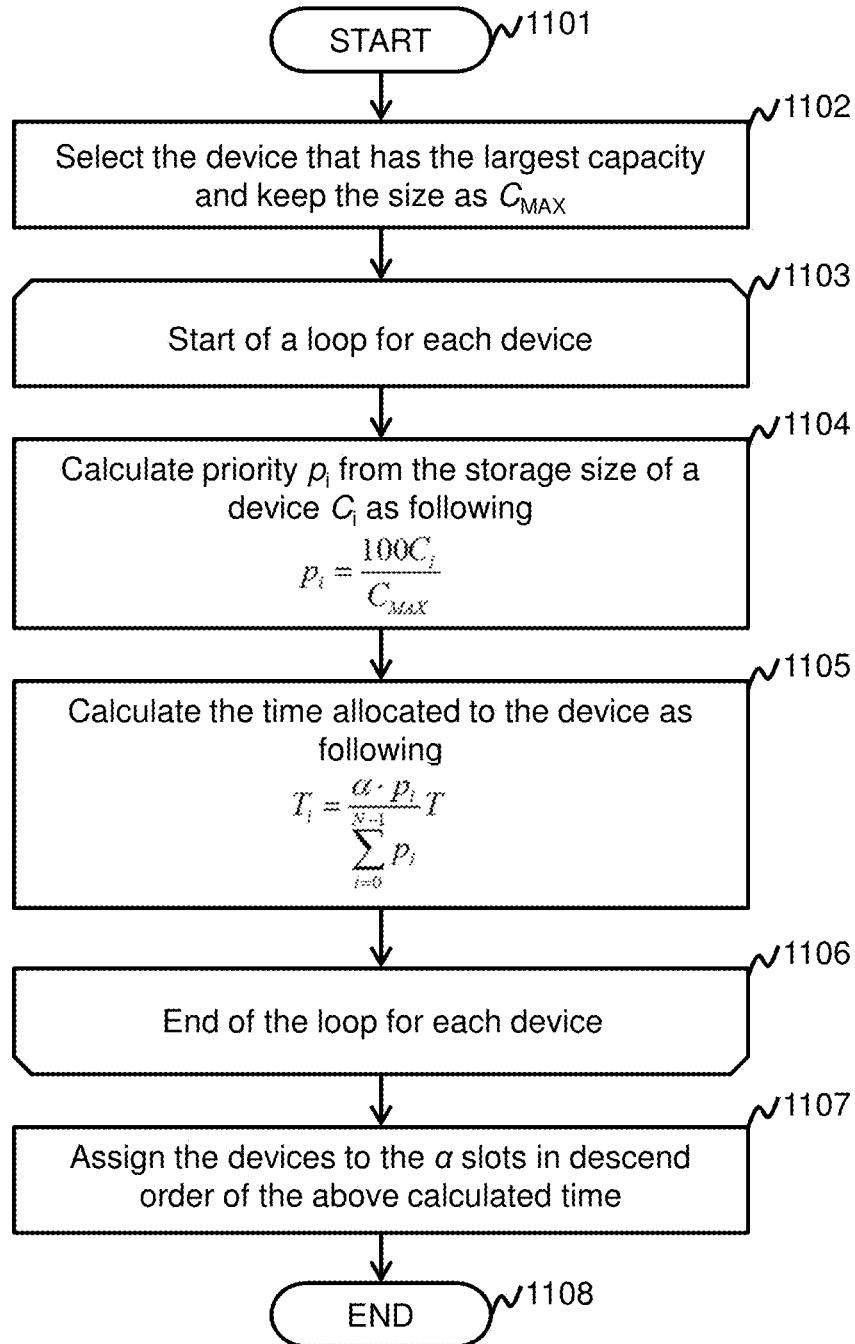 START
1101
1102
Select the device that has the largest capacity
and keep the size as C_MAX
1103
Start of a loop for each device
1104
Calculate priority p_i from the storage size of a
device C_i as following
p_i = 100C_i / C_MAX
1105
Calculate the time allocated to the device as
following
T_i = (α · p_i / ∑_{i=0}^{N-1} p_i) T
1106
End of the loop for each device
1107
Assign the devices to the α slots in descend
order of the above calculated time
END
1108